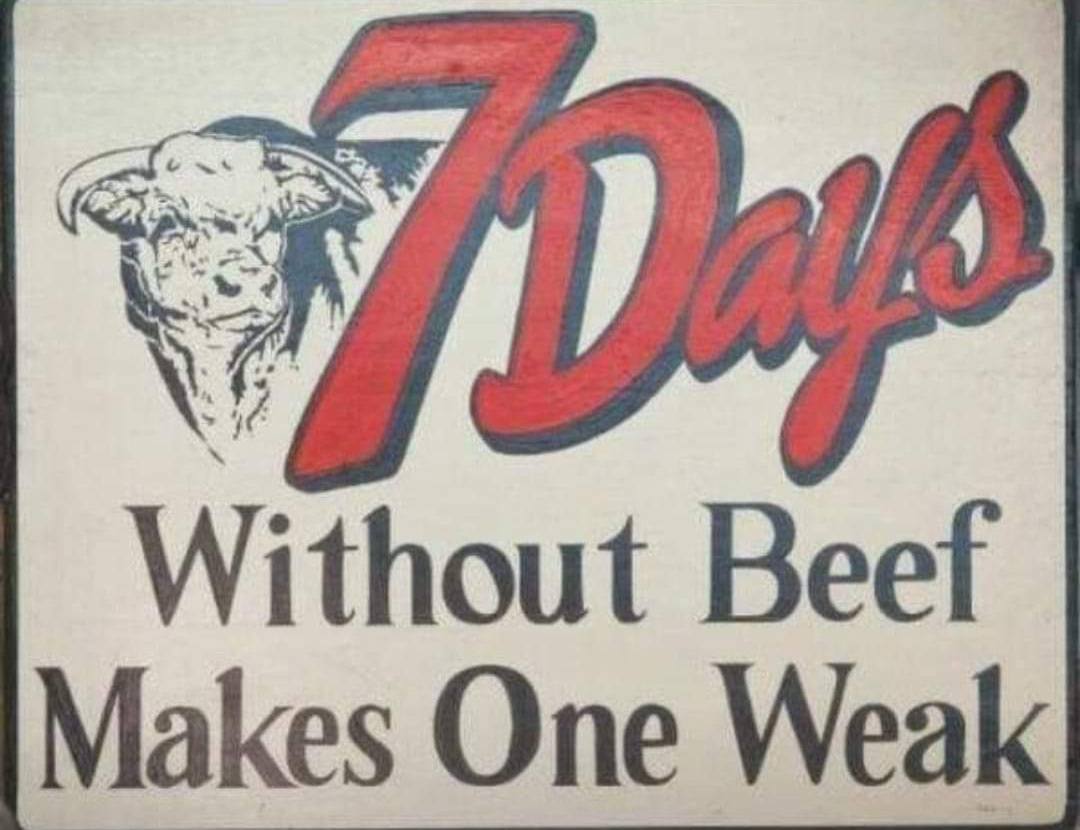 7 Days
Without Beef
Makes One Weak